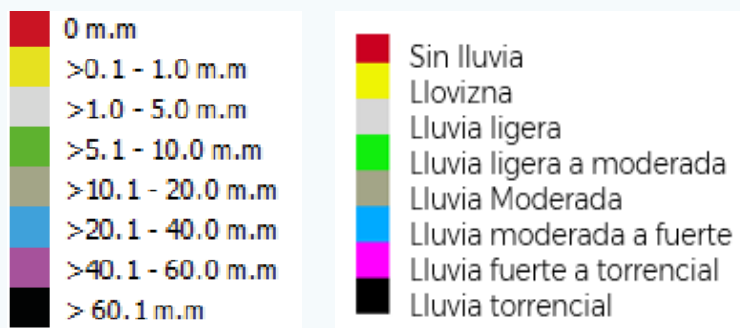 0 m.m
>0.1 - 1.0 m.m
>1.0 - 5.0 m.m
>5.1 - 10.0 m.m
>10.1 - 20.0 m.m
>20.1 - 40.0 m.m
>40.1 - 60.0 m.m
> 60.1 m.m
Sin lluvia
Llovizna
Lluvia ligera
Lluvia ligera a moderada
Lluvia Moderada
Lluvia moderada a fuerte
Lluvia fuerte a torrencial
Lluvia torrencial